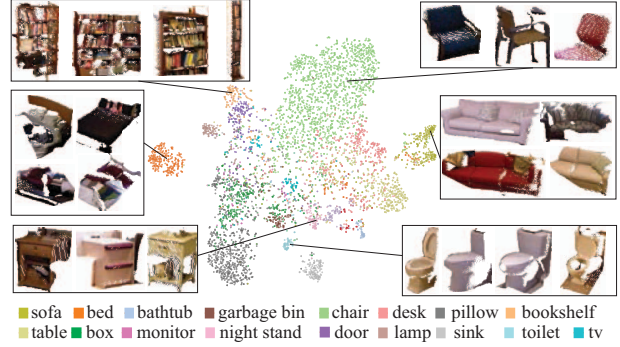 sofa bed bathtub garbage bin chair desk pillow bookshelf
table box monitor night stand door lamp sink toilet tv